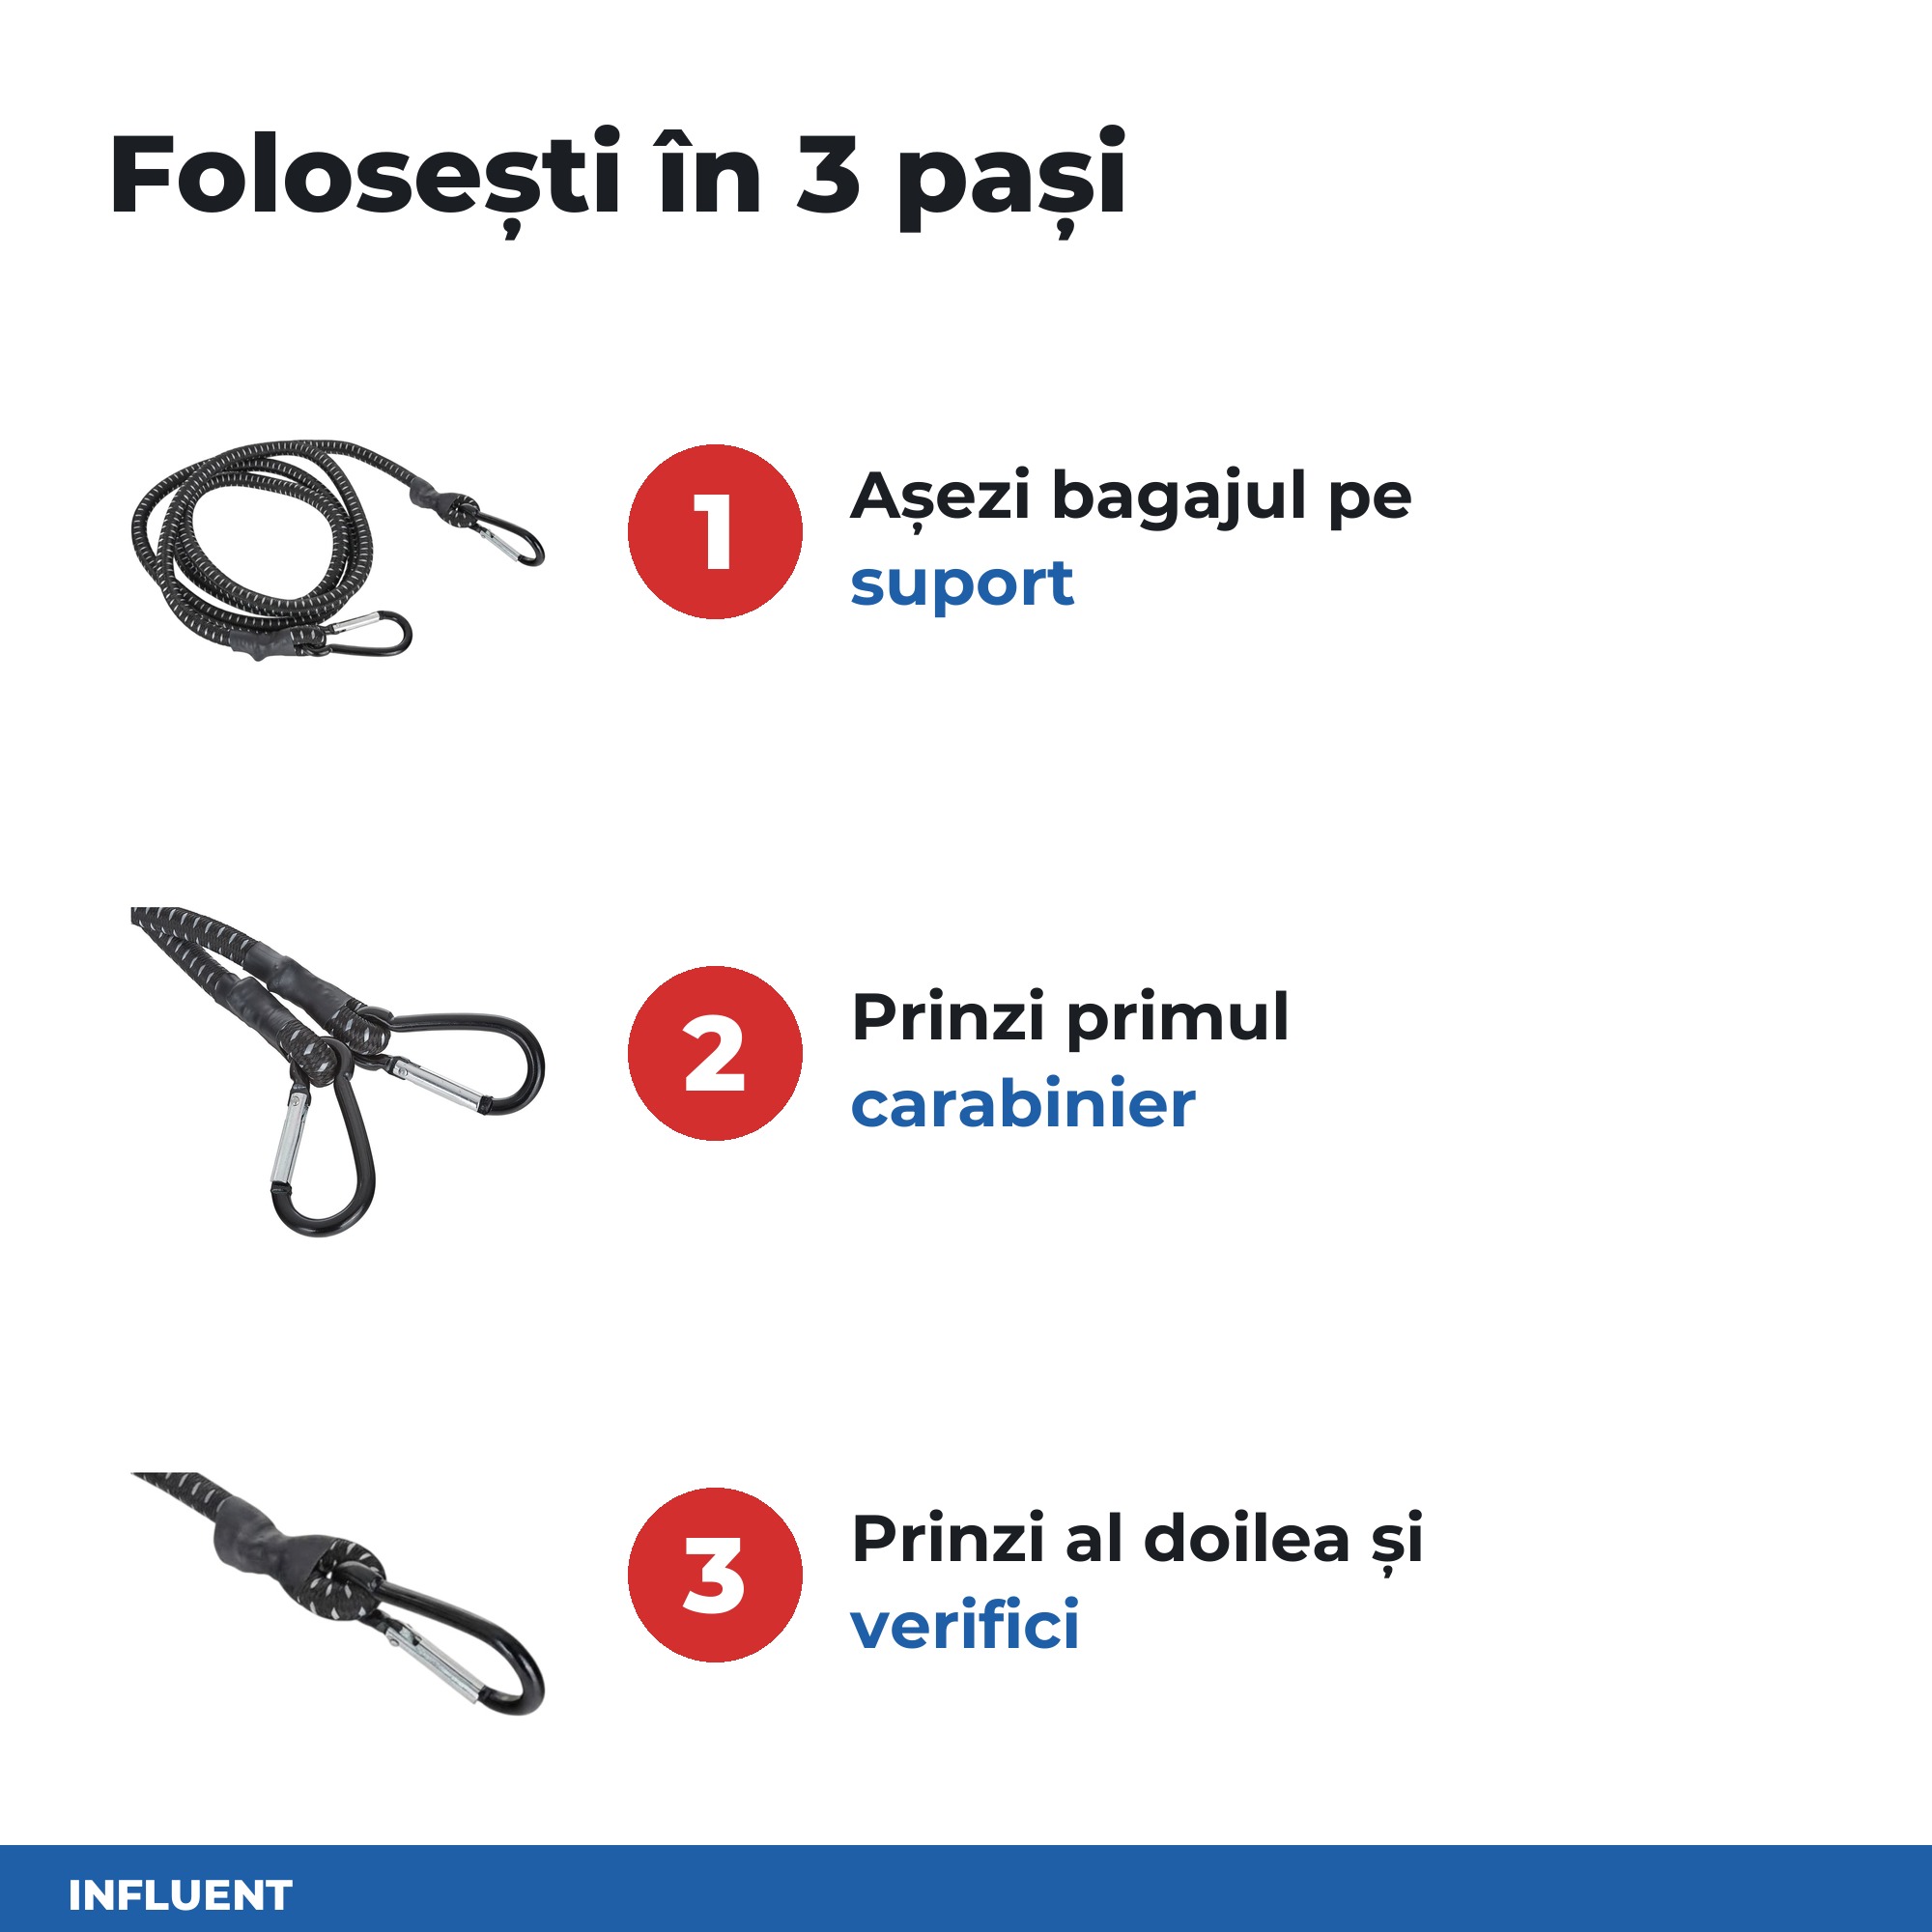 Folosești în 3 pași
1
Așezi bagajul pe
suport
2
Prinzi primul
carabinier
3
Prinzi al doilea și
verifici
INFLUENT